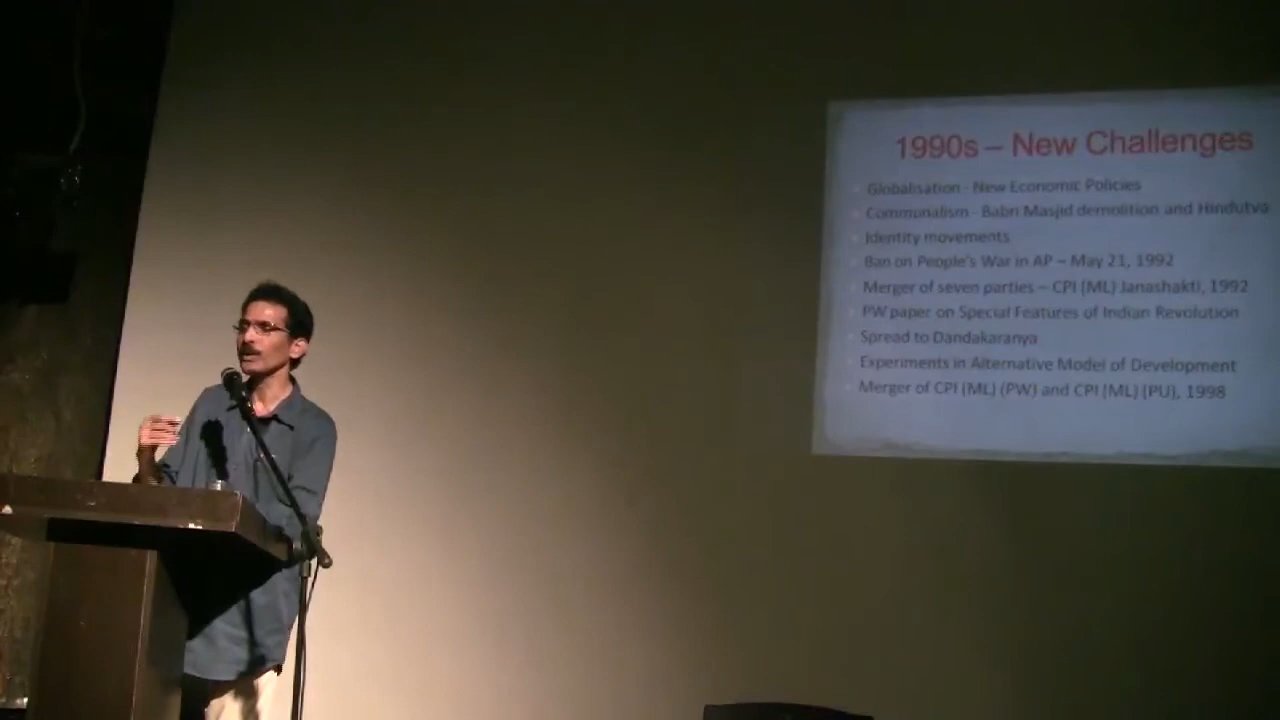 1990s – New Challenges
Globalisation - New Economic Policies
Communalism - Babri Masjid demolition and Hindutva
Identity movements
Ban on People's War in AP – May 21, 1992
Merger of seven parties – CPI (ML) Janashakti, 1992
PW paper on Special Features of Indian Revolution
Spread to Dandakaranya
Experiments in Alternative Model of Development
Merger of CPI (ML) (PW) and CPI (ML) (PU), 1998